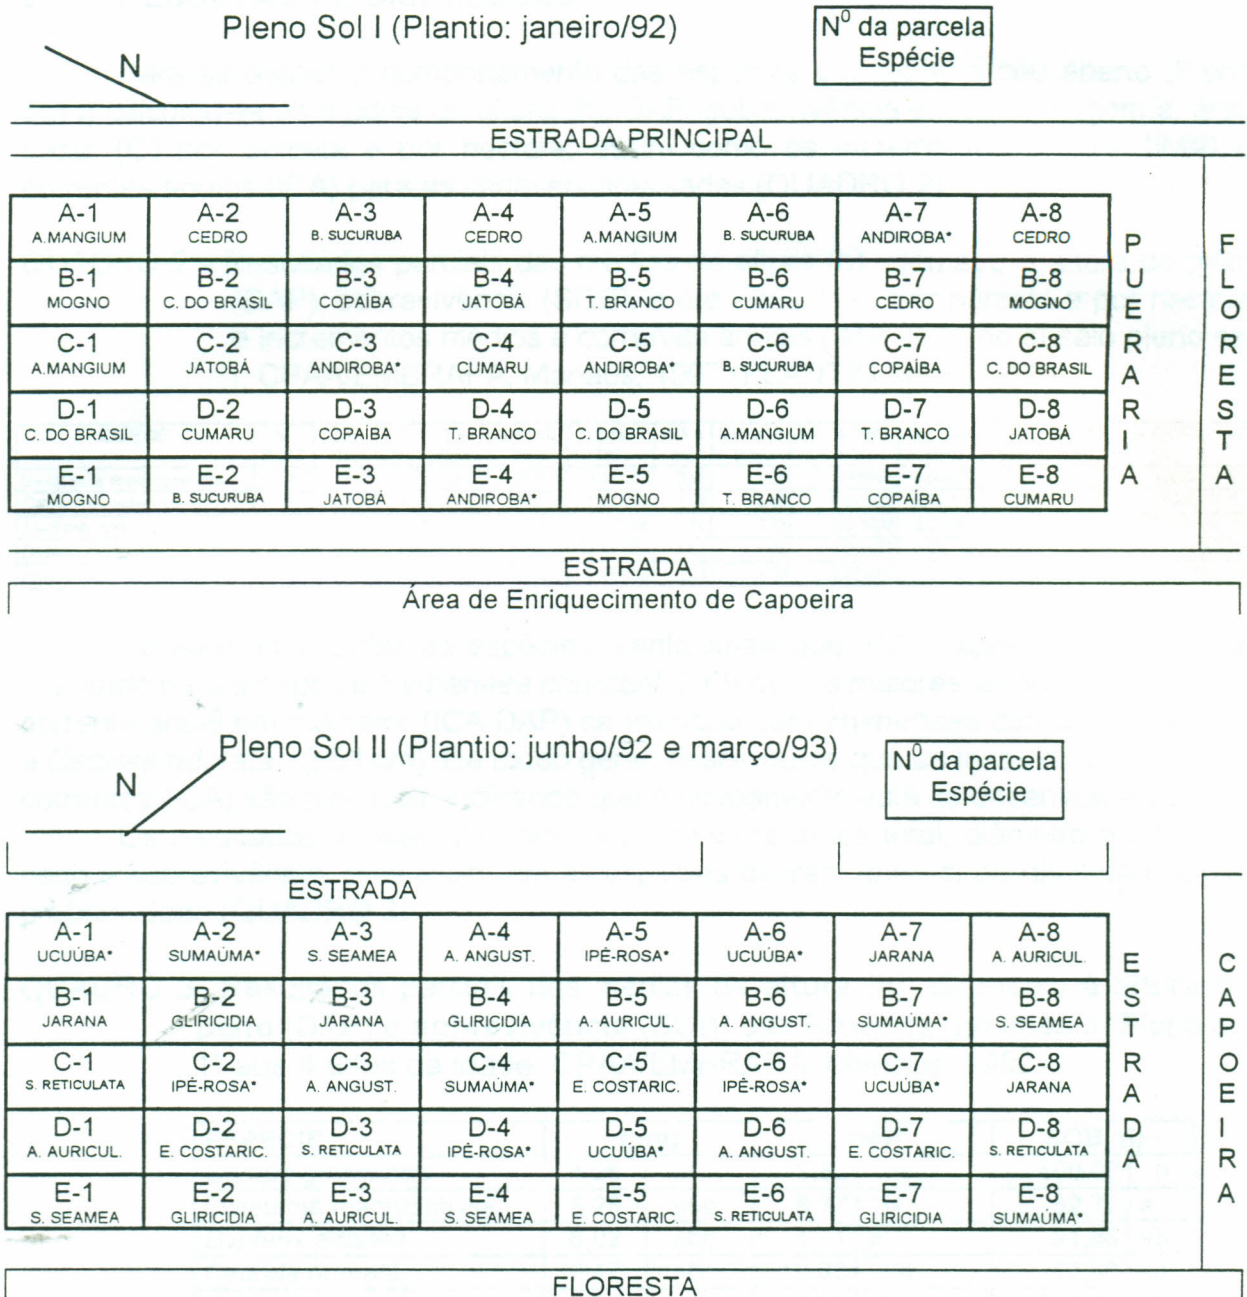 Pleno Sol I (Plantio: janeiro/92)
N⁰ da parcela
Espécie
N
ESTRADA PRINCIPAL
A-1 A-2 A-3 A-4 A-5 A-6 A-7 A-8
A.MANGIUM CEDRO B. SUCURUBA CEDRO A.MANGIUM B. SUCURUBA ANDIROBA* CEDRO
B-1 B-2 B-3 B-4 B-5 B-6 B-7 B-8
MOGNO C. DO BRASIL COPAÍBA JATOBÁ T. BRANCO CUMARU CEDRO MOGNO
C-1 C-2 C-3 C-4 C-5 C-6 C-7 C-8
A.MANGIUM JATOBÁ ANDIROBA* CUMARU ANDIROBA* B. SUCURUBA COPAÍBA C. DO BRASIL
D-1 D-2 D-3 D-4 D-5 D-6 D-7 D-8
C. DO BRASIL CUMARU COPAÍBA T. BRANCO C. DO BRASIL A.MANGIUM T. BRANCO JATOBÁ
E-1 E-2 E-3 E-4 E-5 E-6 E-7 E-8
MOGNO B. SUCURUBA JATOBÁ ANDIROBA* MOGNO T. BRANCO COPAÍBA CUMARU
PUERARIA
FLORESTA
ESTRADA
Área de Enriquecimento de Capoeira
Pleno Sol II (Plantio: junho/92 e março/93)
N⁰ da parcela
Espécie
N
ESTRADA
A-1 A-2 A-3 A-4 A-5 A-6 A-7 A-8
UCUÚBA* SUMAÚMA* S. SEAMEA A. ANGUST. IPÊ-ROSA* UCUÚBA* JARANA A. AURICUL.
B-1 B-2 B-3 B-4 B-5 B-6 B-7 B-8
JARANA GLIRICIDIA JARANA GLIRICIDIA A. AURICUL. A. ANGUST. SUMAÚMA* S. SEAMEA
C-1 C-2 C-3 C-4 C-5 C-6 C-7 C-8
S. RETICULATA IPÊ-ROSA* A. ANGUST. SUMAÚMA* E. COSTARIC. IPÊ-ROSA* UCUÚBA* JARANA
D-1 D-2 D-3 D-4 D-5 D-6 D-7 D-8
A. AURICUL. E. COSTARIC. S. RETICULATA IPÊ-ROSA* UCUÚBA* A. ANGUST. E. COSTARIC. S. RETICULATA
E-1 E-2 E-3 E-4 E-5 E-6 E-7 E-8
S. SEAMEA GLIRICIDIA A. AURICUL. S. SEAMEA E. COSTARIC. S. RETICULATA GLIRICIDIA SUMAÚMA*
ESTRADA
CAPOEIRA
FLORESTA